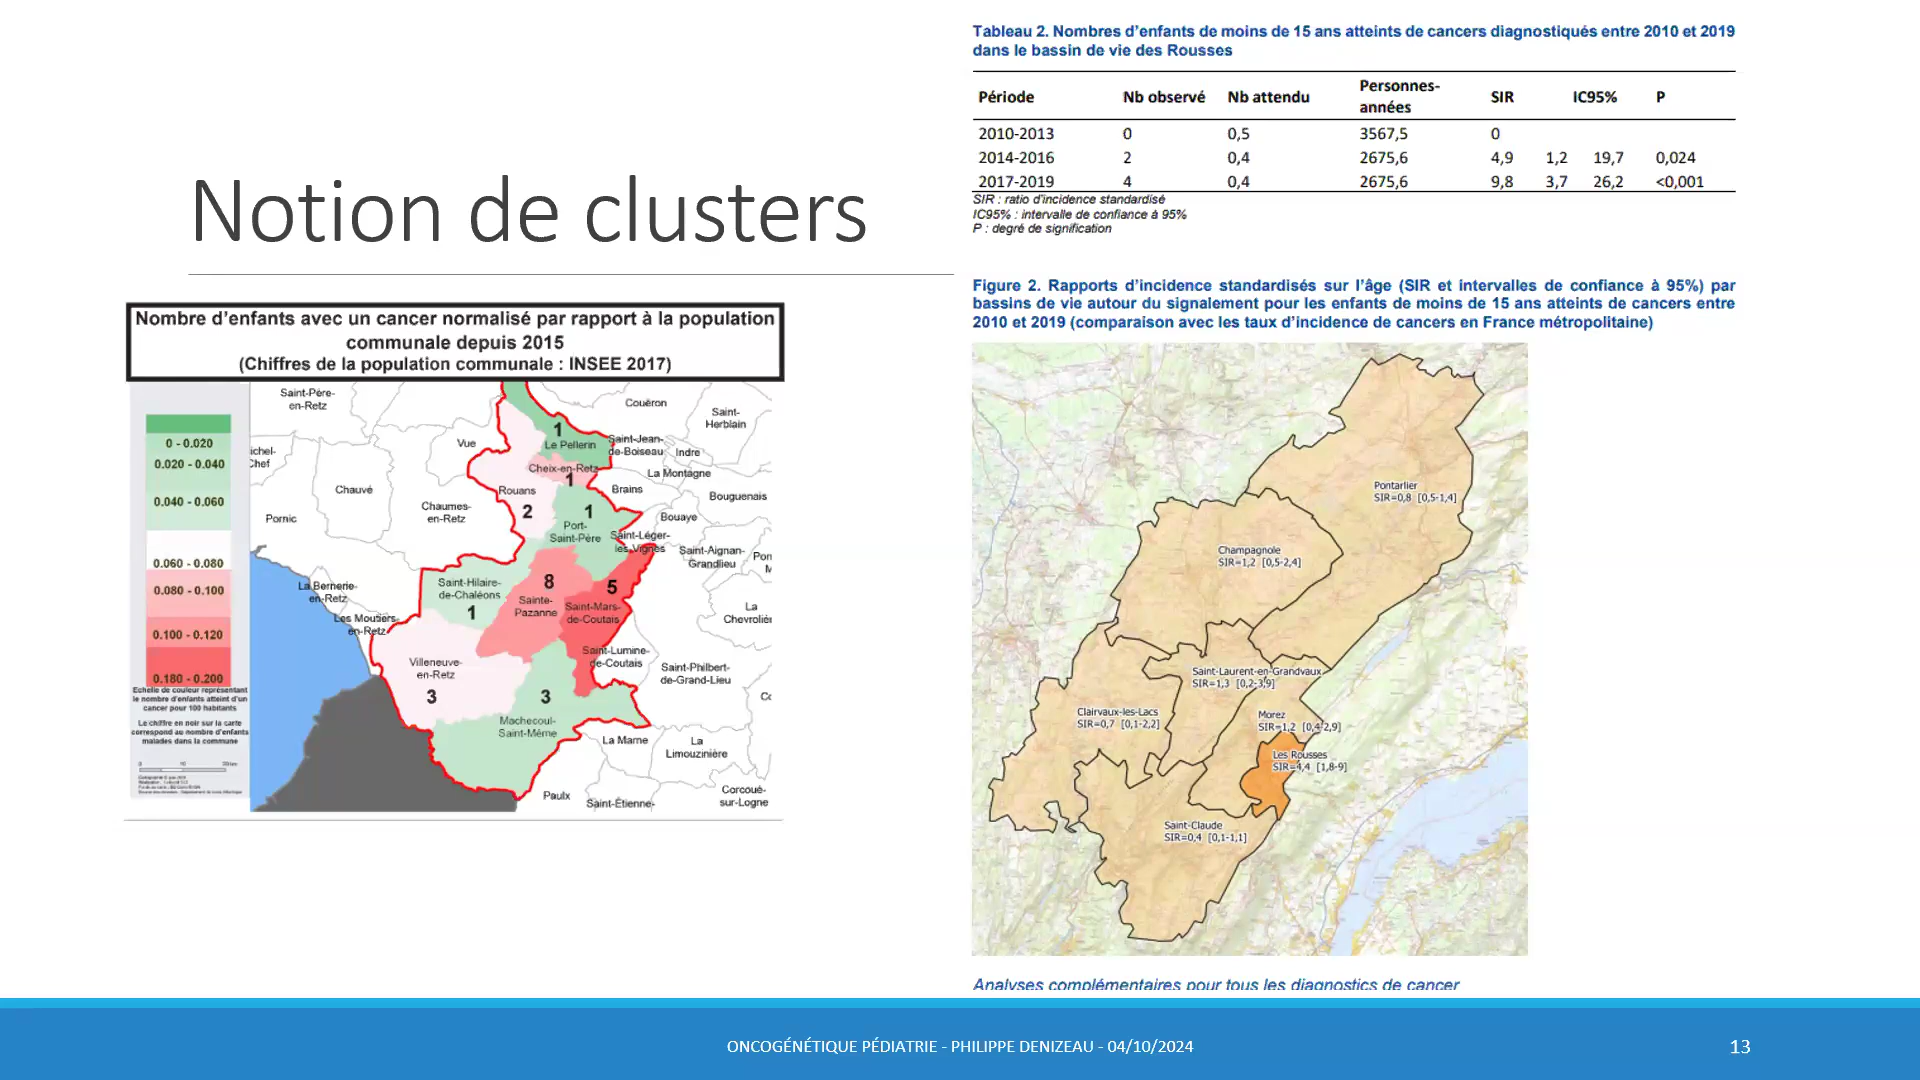 Notion de clusters
Nombre d'enfants avec un cancer normalisé par rapport à la population
communale depuis 2015
(Chiffres de la population communale : INSEE 2017)
0 - 0.020
0.020 - 0.040
0.040 - 0.060
0.060 - 0.080
0.080 - 0.100
0.100 - 0.120
0.180 - 0.200
Echelle de couleur représentant
le nombre d'enfants atteint d'un
cancer pour 100 habitants
Le chiffre en noir sur la carte
correspond au nombre d'enfants
malades dans la commune
Saint-Père-
en-Retz
Couëron
Saint-
Herblain
1
Le Pellerin
Saint-Jean-
de-Boiseau
Indre
Vue
ichel-
Chef
Cheix-en-Retz
1
La Montagne
Chauvé
Rouans
2
Brains
Bouguenais
Chaumes-
en-Retz
1
Port-
Saint-Père
Bouaye
Pornic
Saint-Léger-
les-Vignes
Saint-Aignan-
Grandlieu
Pon
La Bernerie-
en-Retz
Saint-Hilaire-
de-Chaléons
1
8
Sainte-
Pazanne
5
Saint-Mars-
de-Coutais
La
Chevroliè
Les Moutiers-
en-Retz
Saint-Lumine-
de-Coutais
Villeneuve-
en-Retz
3
Saint-Philbert-
de-Grand-Lieu
3
Machecoul-
Saint-Même
La Marne
La
Limouzinière
Paulx
Saint-Étienne-
Corcoué-
sur-Logne
Tableau 2. Nombres d'enfants de moins de 15 ans atteints de cancers diagnostiqués entre 2010 et 2019
dans le bassin de vie des Rousses
Période Nb observé Nb attendu Personnes-années SIR IC95% P
2010-2013 0 0,5 3567,5 0
2014-2016 2 0,4 2675,6 4,9 1,2 19,7 0,024
2017-2019 4 0,4 2675,6 9,8 3,7 26,2 <0,001
SIR : ratio d'incidence standardisé
IC95% : intervalle de confiance à 95%
P : degré de signification
Figure 2. Rapports d'incidence standardisés sur l'âge (SIR et intervalles de confiance à 95%) par
bassins de vie autour du signalement pour les enfants de moins de 15 ans atteints de cancers entre
2010 et 2019 (comparaison avec les taux d'incidence de cancers en France métropolitaine)
Pontarlier
SIR=0,8 [0,5-1,4]
Champagnole
SIR=1,2 [0,5-2,4]
Saint-Laurent-en-Grandvaux
SIR=1,3 [0,2-3,9]
Clairvaux-les-Lacs
SIR=0,7 [0,1-2,2]
Morez
SIR=1,2 [0,4-2,9]
Les Rousses
SIR=4,4 [1,8-9]
Saint-Claude
SIR=0,4 [0,1-1,1]
Analyses complémentaires pour tous les diagnostics de cancer
ONCOGÉNÉTIQUE PÉDIATRIE - PHILIPPE DENIZEAU - 04/10/2024
13